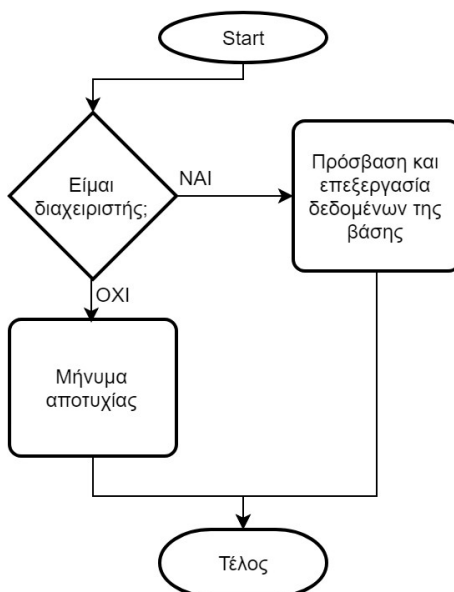 Start
Είμαι
διαχειριστής;
ΝΑΙ
Πρόσβαση και
επεξεργασία
δεδομένων της
βάσης
ΟΧΙ
Μήνυμα
αποτυχίας
Τέλος